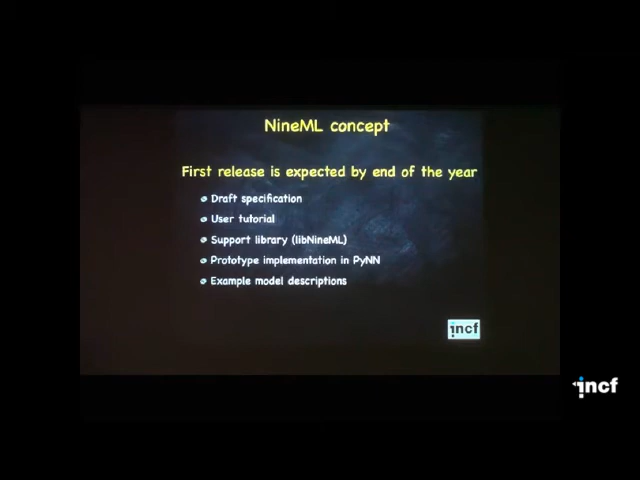 NineML concept
First release is expected by end of the year
Draft specification
User tutorial
Support library (libNineML)
Prototype implementation in PyNN
Example model descriptions
incf
incf